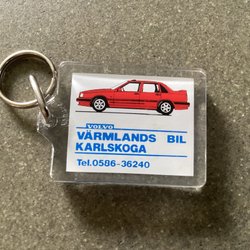 VOLVO
VÄRMLANDS BIL
KARLSKOGA
Tel.0586-36240